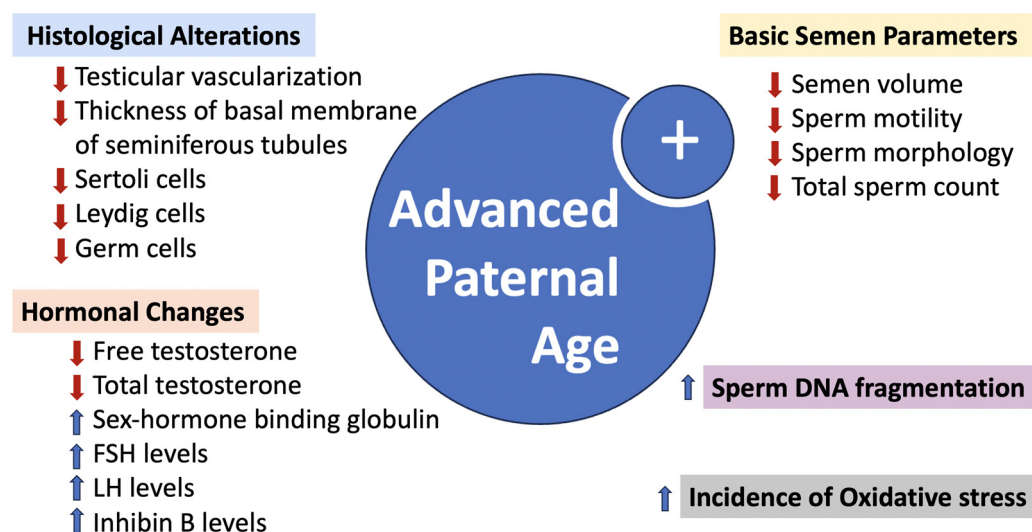 Histological Alterations
Testicular vascularization
Thickness of basal membrane
of seminiferous tubules
Sertoli cells
Leydig cells
Germ cells
Hormonal Changes
Free testosterone
Total testosterone
Sex-hormone binding globulin
FSH levels
LH levels
Inhibin B levels
Advanced
Paternal
Age
+
Basic Semen Parameters
Semen volume
Sperm motility
Sperm morphology
Total sperm count
Sperm DNA fragmentation
Incidence of Oxidative stress